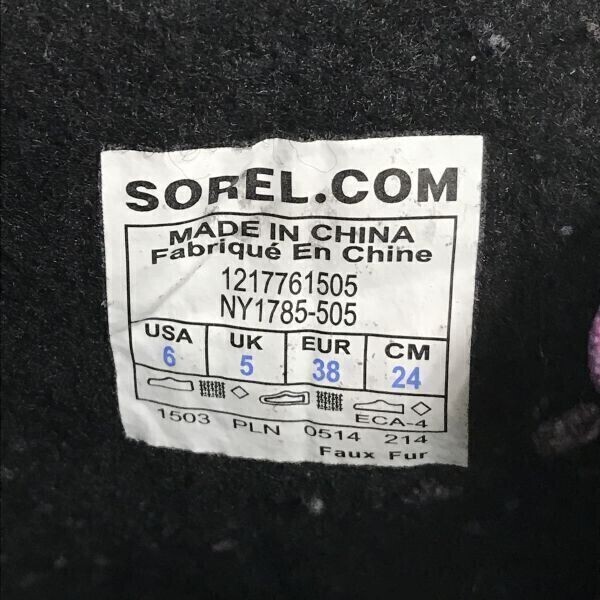 SOREL.COM
MADE IN CHINA
Fabriqué En Chine
1217761505
NY1785-505
USA UK EUR CM
6 5 38 24
ECA-4
1503 PLN 0514 214
Faux Fur